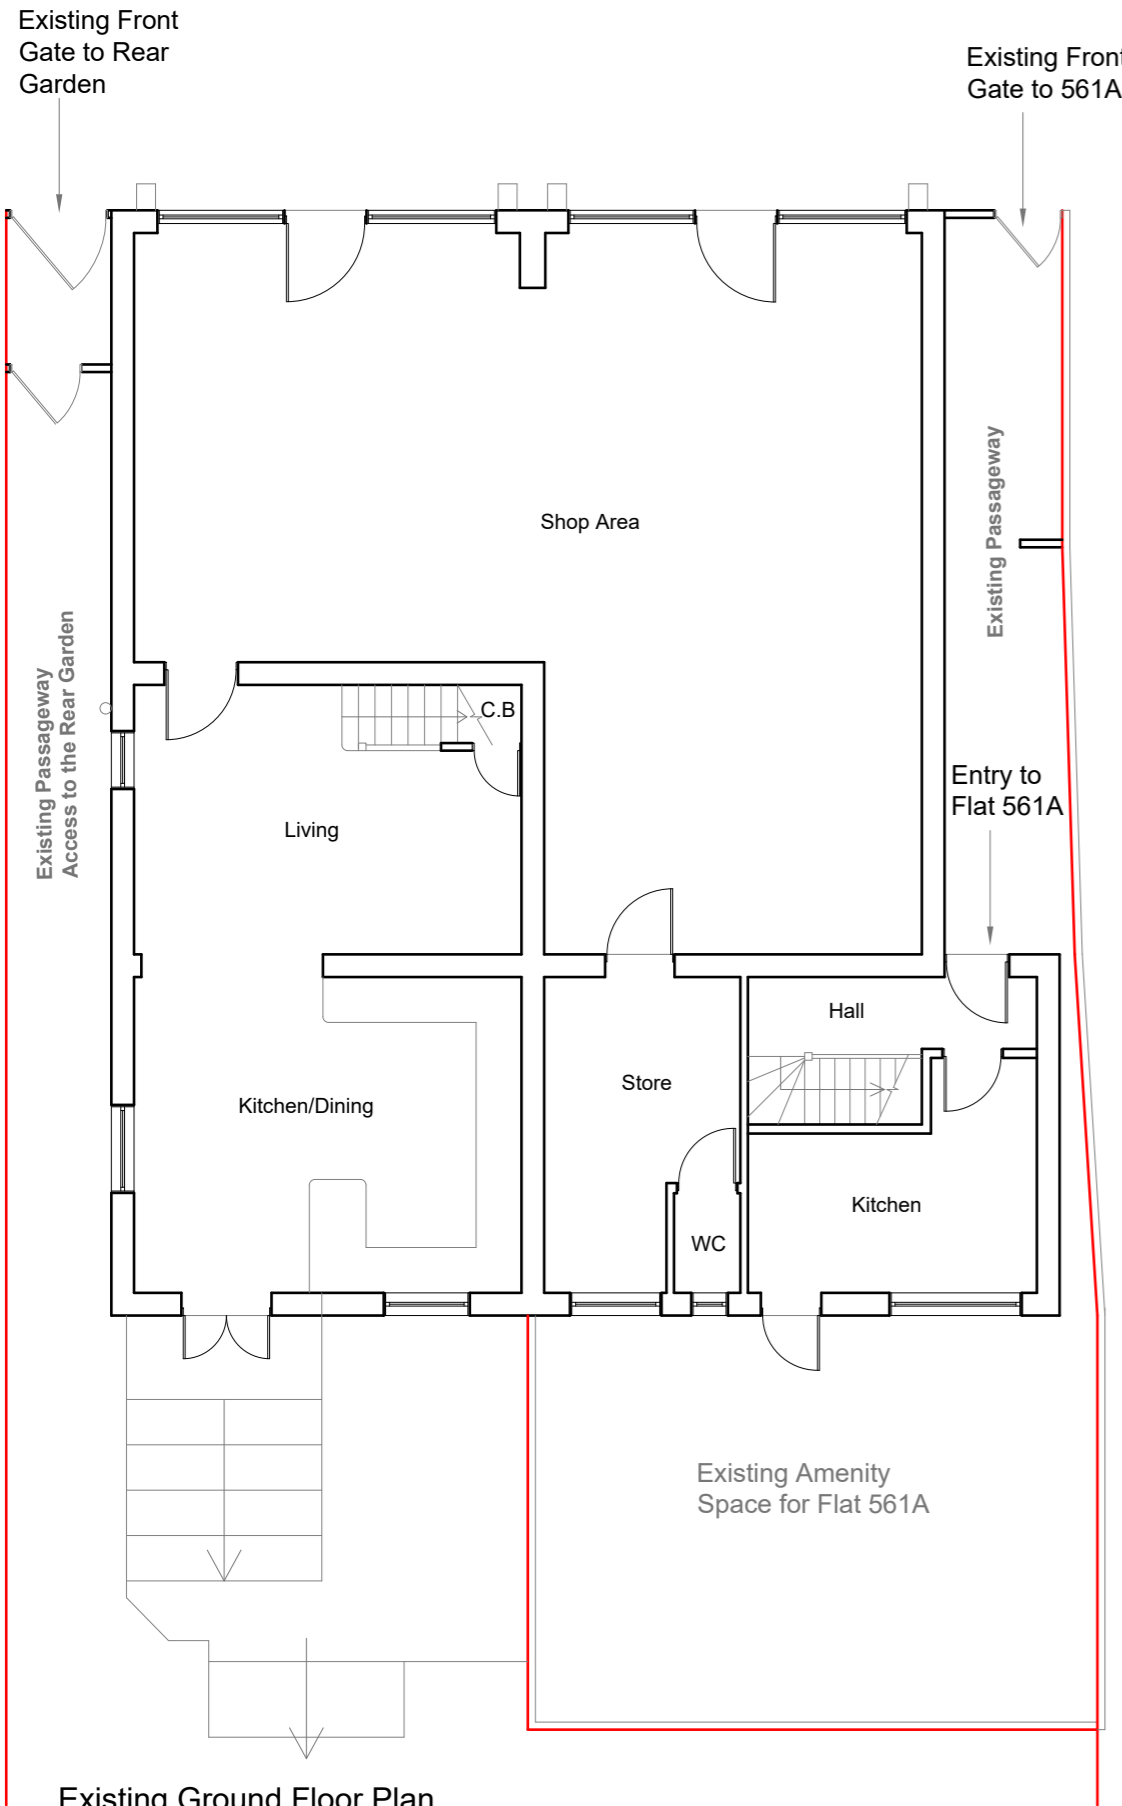 Existing Front
Gate to Rear
Garden
Existing Front
Gate to 561A
Shop Area
Existing Passageway
Existing Passageway
Access to the Rear Garden
C.B
Living
Entry to
Flat 561A
Hall
Store
Kitchen/Dining
Kitchen
WC
Existing Amenity
Space for Flat 561A
Existing Ground Floor Plan